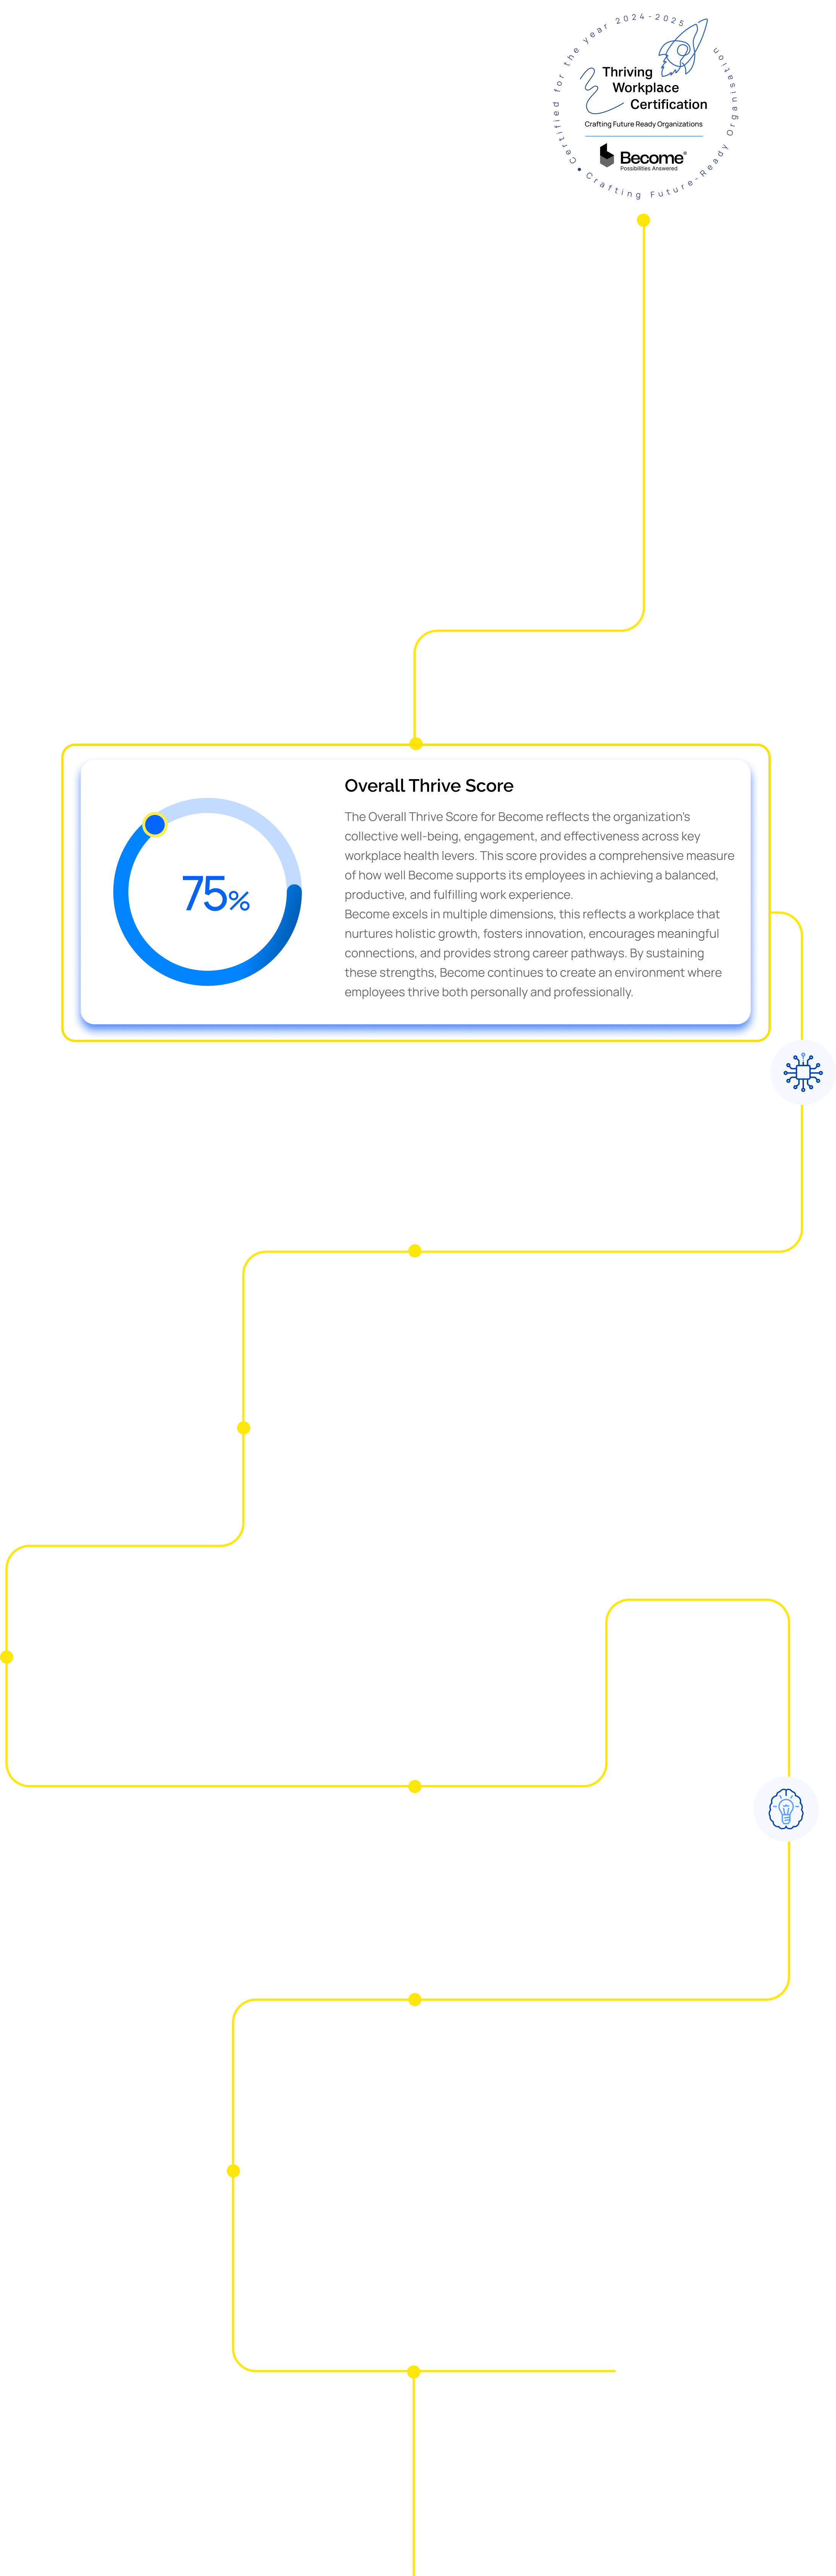 Certified for the year 2024-2025
Crafting Future-Ready Organisation
Thriving
Workplace
Certification
Crafting Future Ready Organizations
Become®
Possibilities Answered
75%
Overall Thrive Score
The Overall Thrive Score for Become reflects the organization's
collective well-being, engagement, and effectiveness across key
workplace health levers. This score provides a comprehensive measure
of how well Become supports its employees in achieving a balanced,
productive, and fulfilling work experience.
Become excels in multiple dimensions, this reflects a workplace that
nurtures holistic growth, fosters innovation, encourages meaningful
connections, and provides strong career pathways. By sustaining
these strengths, Become continues to create an environment where
employees thrive both personally and professionally.